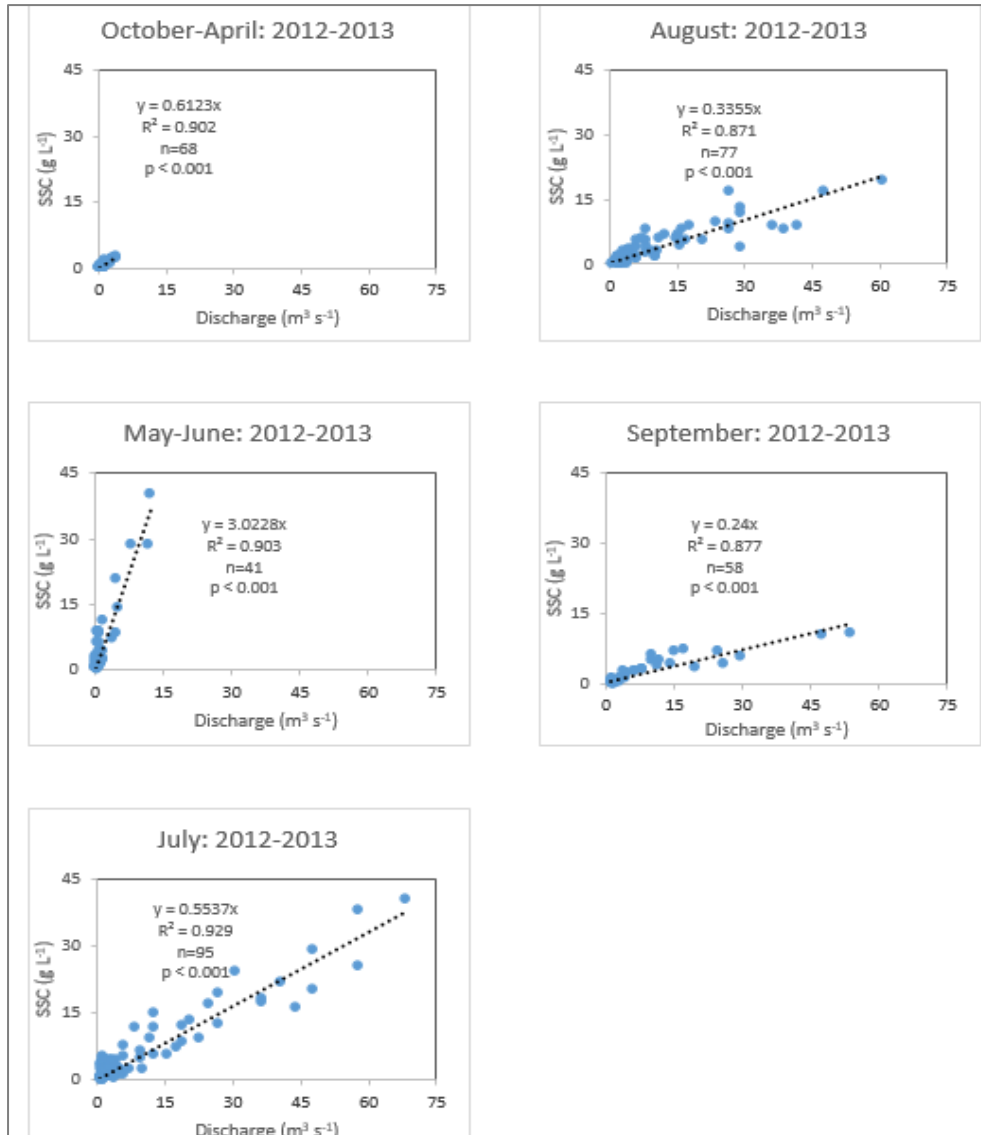 October-April: 2012-2013
45
30
15
0
SSC (g L⁻¹)
y = 0.6123x
R² = 0.902
n=68
p < 0.001
0 15 30 45 60 75
Discharge (m³ s⁻¹)
August: 2012-2013
45
30
15
0
SSC (g L⁻¹)
y = 0.3355x
R² = 0.871
n=77
p < 0.001
0 15 30 45 60 75
Discharge (m³ s⁻¹)
May-June: 2012-2013
45
30
15
0
SSC (g L⁻¹)
y = 3.0228x
R² = 0.903
n=41
p < 0.001
0 15 30 45 60 75
Discharge (m³ s⁻¹)
September: 2012-2013
45
30
15
0
SSC (g L⁻¹)
y = 0.24x
R² = 0.877
n=58
p < 0.001
0 15 30 45 60 75
Discharge (m³ s⁻¹)
July: 2012-2013
45
30
15
0
SSC (g L⁻¹)
y = 0.5537x
R² = 0.929
n=95
p < 0.001
0 15 30 45 60 75
Discharge (m³ s⁻¹)